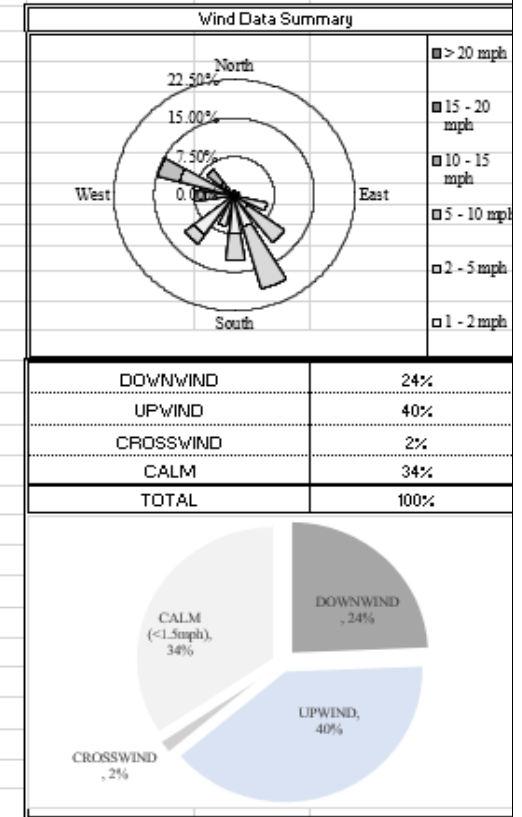 Wind Data Summary
North
22.50%
15.00%
7.50%
0.00%
West
East
South
> 20 mph
15 - 20
mph
10 - 15
mph
5 - 10 mph
2 - 5 mph
1 - 2 mph
DOWNWIND 24%
UPWIND 40%
CROSSWIND 2%
CALM 34%
TOTAL 100%
DOWNWIND
, 24%
CALM
(<1.5mph),
34%
UPWIND,
40%
CROSSWIND
, 2%